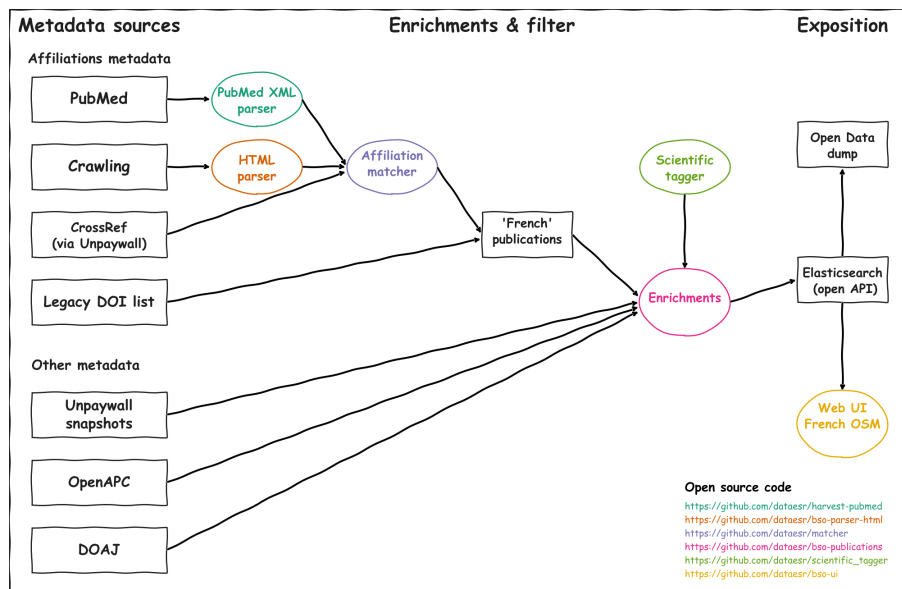 Metadata sources
Enrichments & filter
Exposition
Affiliations metadata
PubMed
PubMed XML
parser
Crawling
HTML
parser
Affiliation
matcher
Scientific
tagger
Open Data
dump
CrossRef
(via Unpaywall)
'French'
publications
Legacy DOI list
Enrichments
Elasticsearch
(open API)
Other metadata
Unpaywall
snapshots
Web UI
French OSM
OpenAPC
DOAJ
Open source code
https://github.com/dataesr/harvest-pubmed
https://github.com/dataesr/bso-parser-html
https://github.com/dataesr/matcher
https://github.com/dataesr/bso-publications
https://github.com/dataesr/scientific_tagger
https://github.com/dataesr/bso-ui